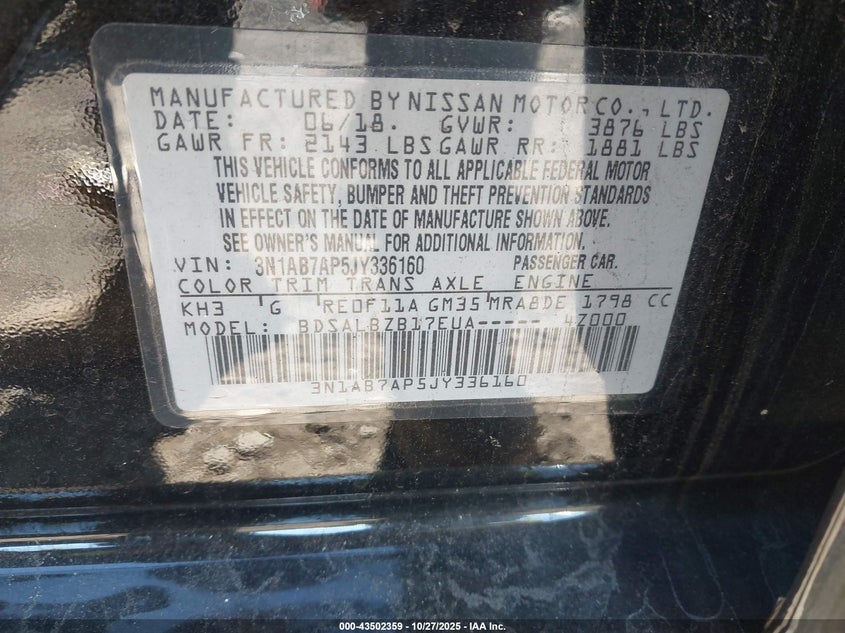 MANUFACTURED BY NISSAN MOTOR CO., LTD.
DATE: 06/18. GVWR: 3876 LBS
GAWR FR: 2143 LBS GAWR RR: 1881 LBS
THIS VEHICLE CONFORMS TO ALL APPLICABLE FEDERAL MOTOR
VEHICLE SAFETY, BUMPER AND THEFT PREVENTION STANDARDS
IN EFFECT ON THE DATE OF MANUFACTURE SHOWN ABOVE.
SEE OWNER'S MANUAL FOR ADDITIONAL INFORMATION.
VIN: 3N1AB7AP5JY336160 PASSENGER CAR.
COLOR TRIM TRANS AXLE ENGINE
KH3 G RE0F11A GM35 MRA8DE 1798 CC
MODEL: BDSALBZB17EUA----- 4Z000
3N1AB7AP5JY336160
000-43502359 | 10/27/2025 - IAA Inc.